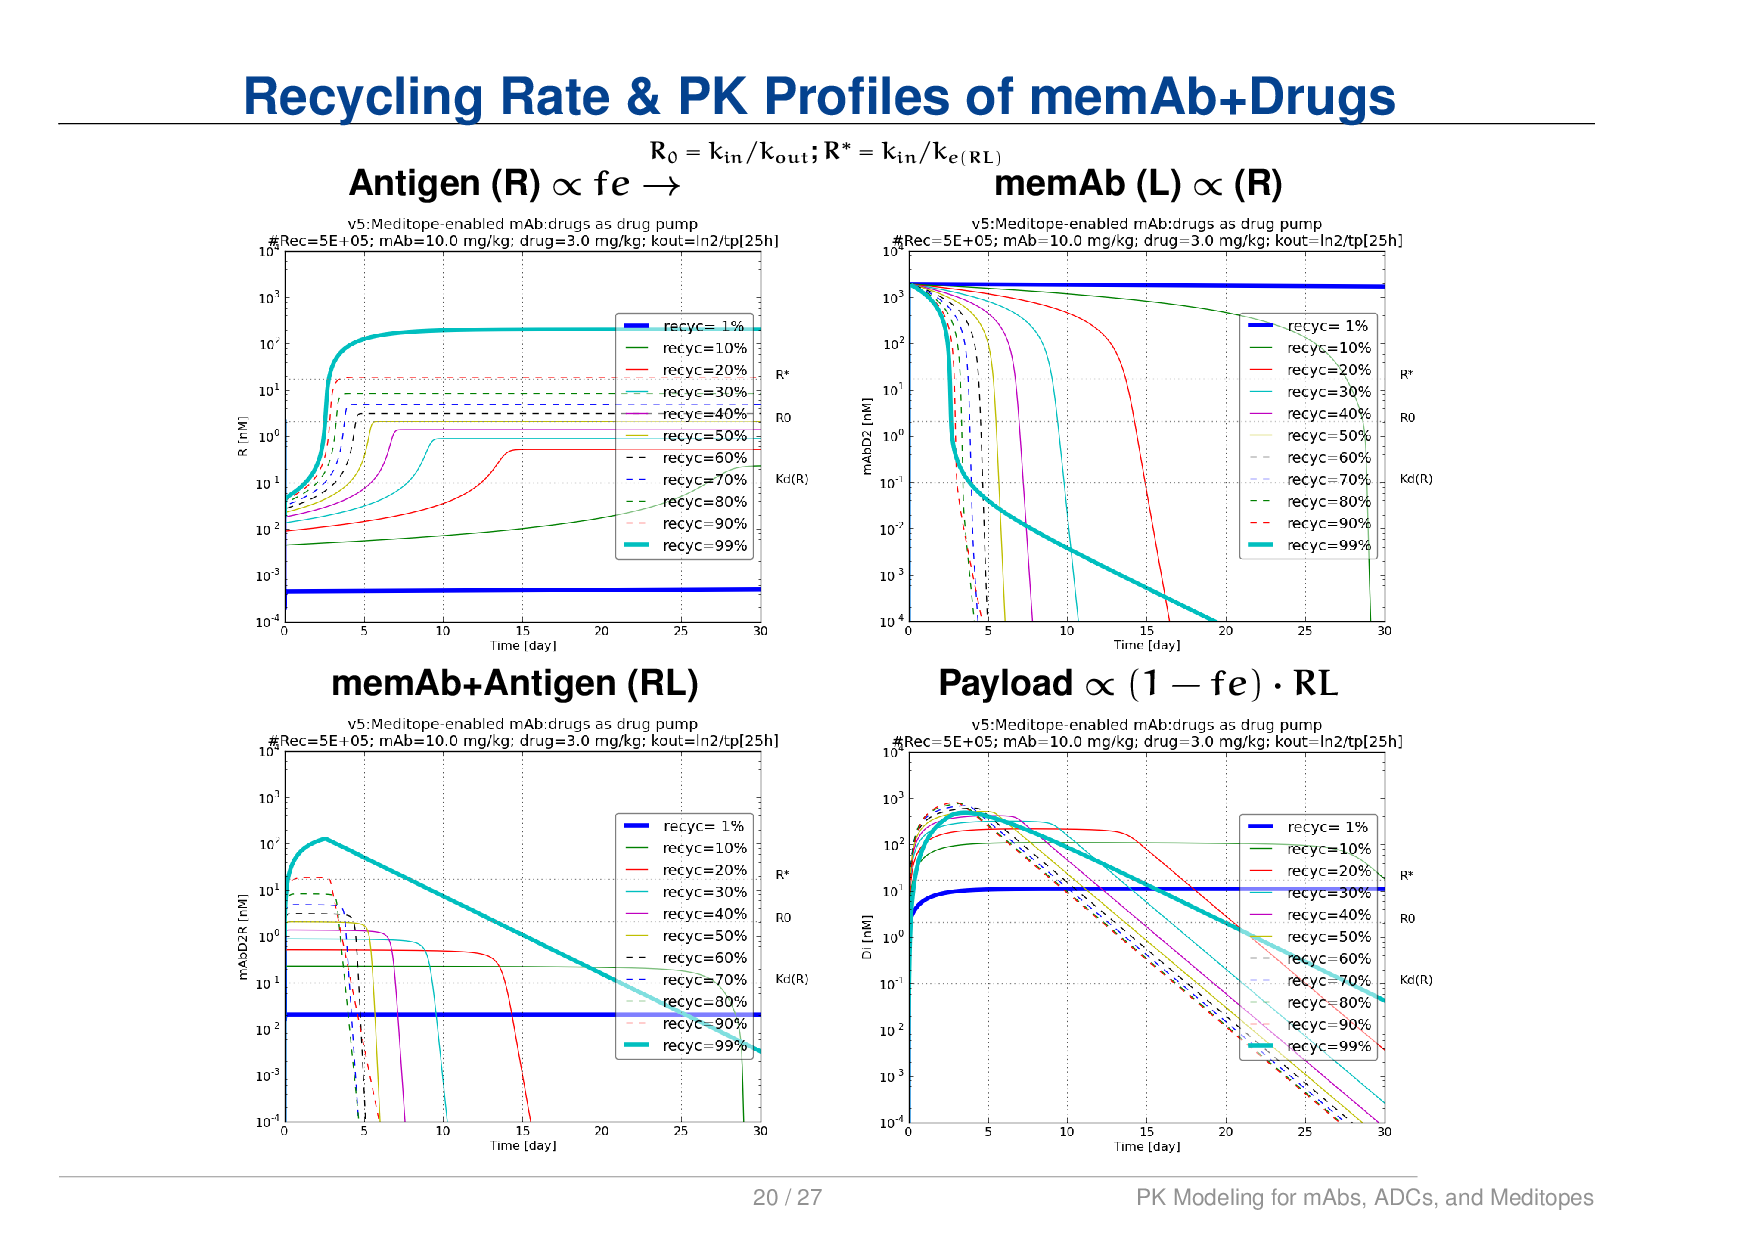 Recycling Rate & PK Profiles of memAb+Drugs
R₀ = k_in/k_out; R* = k_in/k_e(RL)
Antigen (R) ∝ fe →
memAb (L) ∝ (R)
v5:Meditope-enabled mAb:drugs as drug pump
#Rec=5E+05; mAb=10.0 mg/kg; drug=3.0 mg/kg; kout=ln2/tp[25h]
10^4
10^3
10^2
10^1
10^0
10^-1
10^-2
10^-3
10^-4
R [nM]
0 5 10 15 20 25 30
Time [day]
recyc= 1%
recyc=10%
recyc=20%
recyc=30%
recyc=40%
recyc=50%
recyc=60%
recyc=70%
recyc=80%
recyc=90%
recyc=99%
R*
R0
Kd(R)
v5:Meditope-enabled mAb:drugs as drug pump
#Rec=5E+05; mAb=10.0 mg/kg; drug=3.0 mg/kg; kout=ln2/tp[25h]
10^4
10^3
10^2
10^1
10^0
10^-1
10^-2
10^-3
10^-4
mAbD2 [nM]
0 5 10 15 20 25 30
Time [day]
recyc= 1%
recyc=10%
recyc=20%
recyc=30%
recyc=40%
recyc=50%
recyc=60%
recyc=70%
recyc=80%
recyc=90%
recyc=99%
R*
R0
Kd(R)
memAb+Antigen (RL)
Payload ∝ (1 − fe) · RL
v5:Meditope-enabled mAb:drugs as drug pump
#Rec=5E+05; mAb=10.0 mg/kg; drug=3.0 mg/kg; kout=ln2/tp[25h]
10^4
10^3
10^2
10^1
10^0
10^-1
10^-2
10^-3
10^-4
mAbD2R [nM]
0 5 10 15 20 25 30
Time [day]
recyc= 1%
recyc=10%
recyc=20%
recyc=30%
recyc=40%
recyc=50%
recyc=60%
recyc=70%
recyc=80%
recyc=90%
recyc=99%
R*
R0
Kd(R)
v5:Meditope-enabled mAb:drugs as drug pump
#Rec=5E+05; mAb=10.0 mg/kg; drug=3.0 mg/kg; kout=ln2/tp[25h]
10^4
10^3
10^2
10^1
10^0
10^-1
10^-2
10^-3
10^-4
Di [nM]
0 5 10 15 20 25 30
Time [day]
recyc= 1%
recyc=10%
recyc=20%
recyc=30%
recyc=40%
recyc=50%
recyc=60%
recyc=70%
recyc=80%
recyc=90%
recyc=99%
R*
R0
Kd(R)
20 / 27
PK Modeling for mAbs, ADCs, and Meditopes